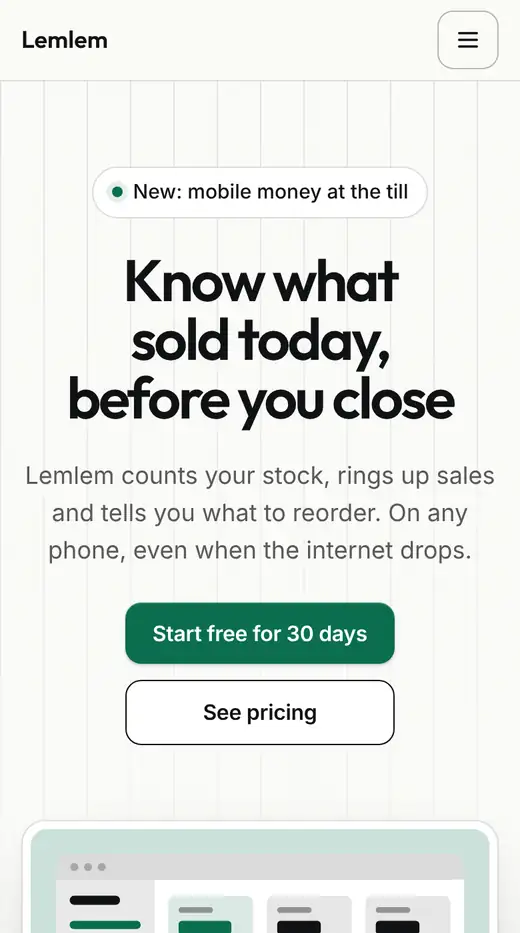 Lemlem
New: mobile money at the till
Know what
sold today,
before you close
Lemlem counts your stock, rings up sales
and tells you what to reorder. On any
phone, even when the internet drops.
Start free for 30 days
See pricing